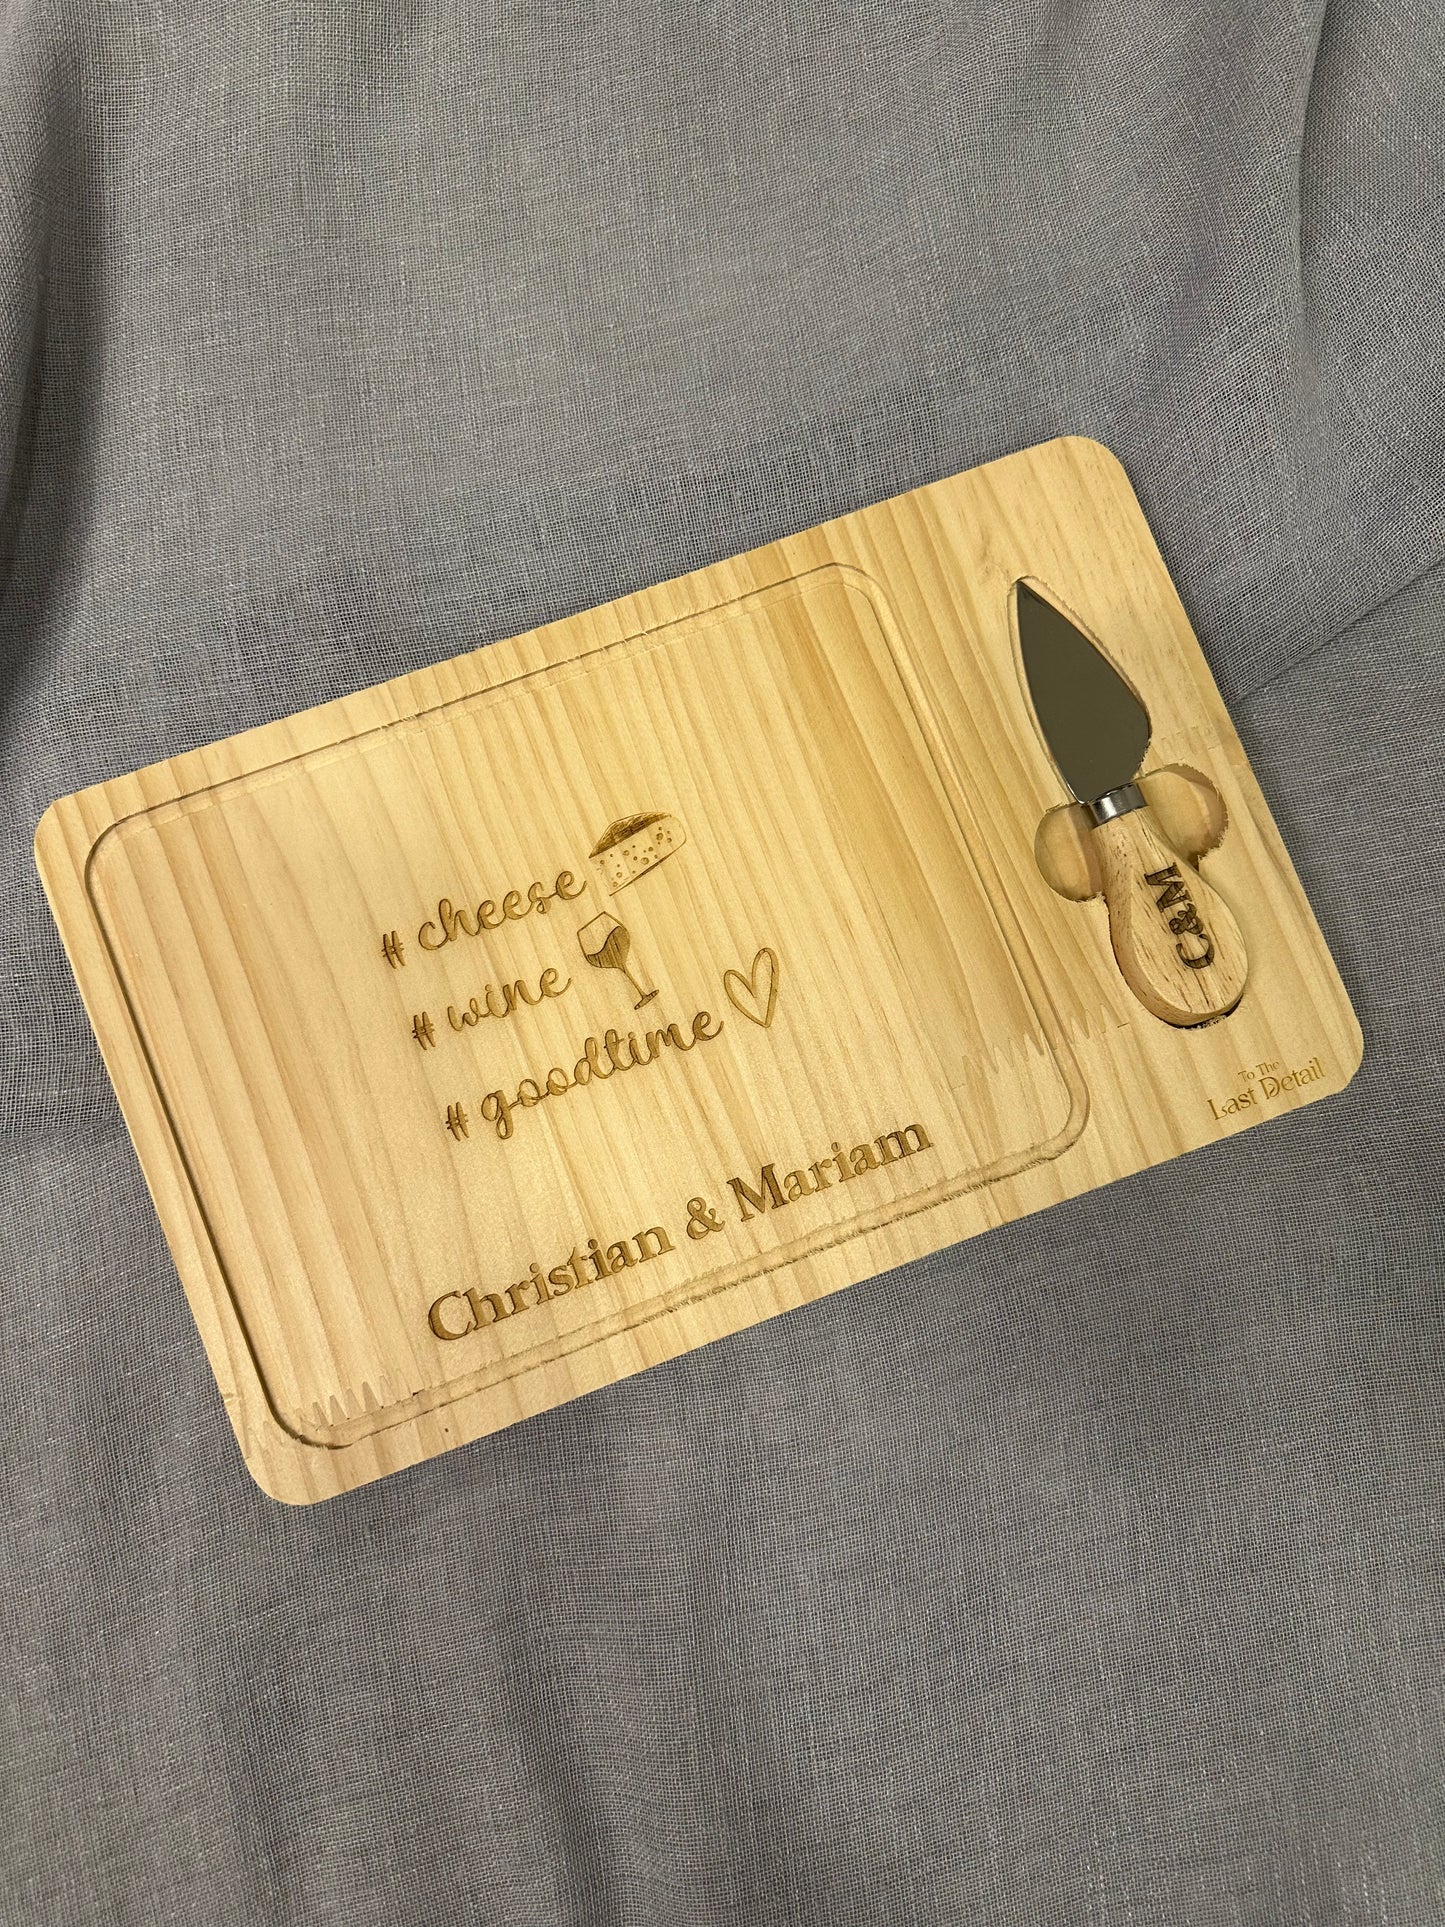 # cheese
# wine
# goodtime
Christian & Mariam
C&M
To The
Last Detail